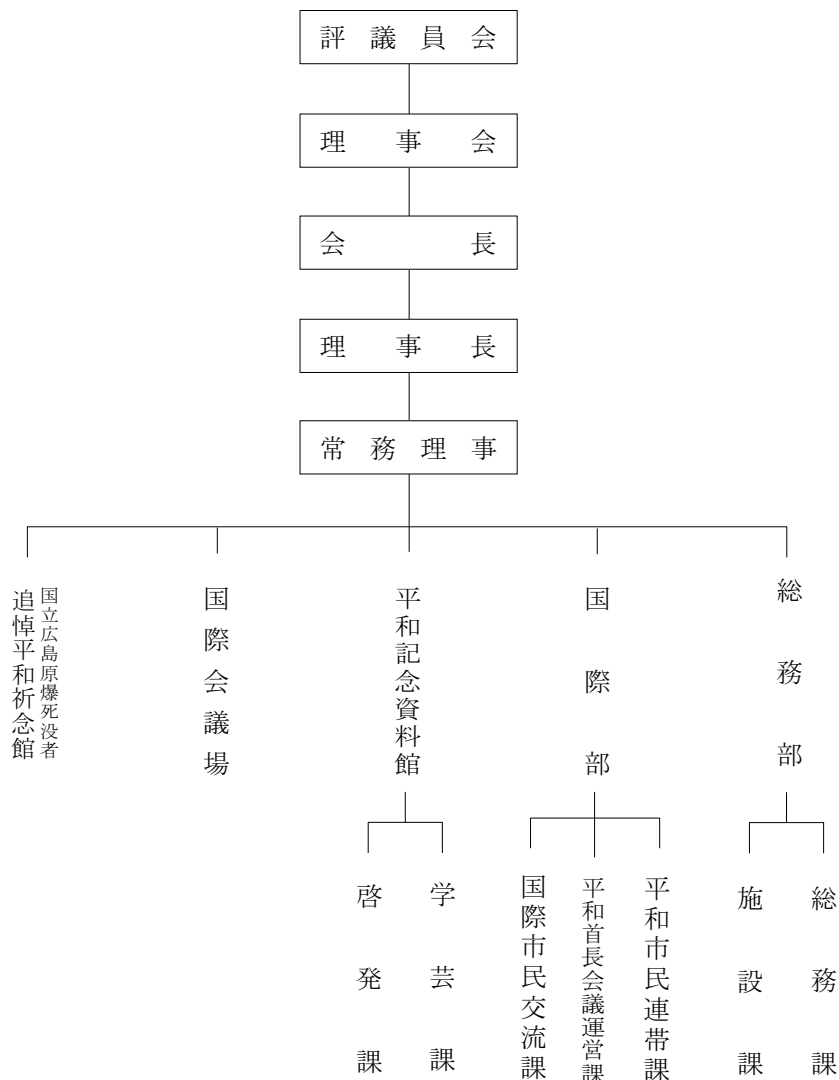 評議員会
理事会
会長
理事長
常務理事
総務部
国際部
平和記念資料館
国際会議場
国立広島原爆死没者
追悼平和祈念館
総務課
施設課
平和市民連帯課
平和首長会議運営課
国際市民交流課
学芸課
啓発課